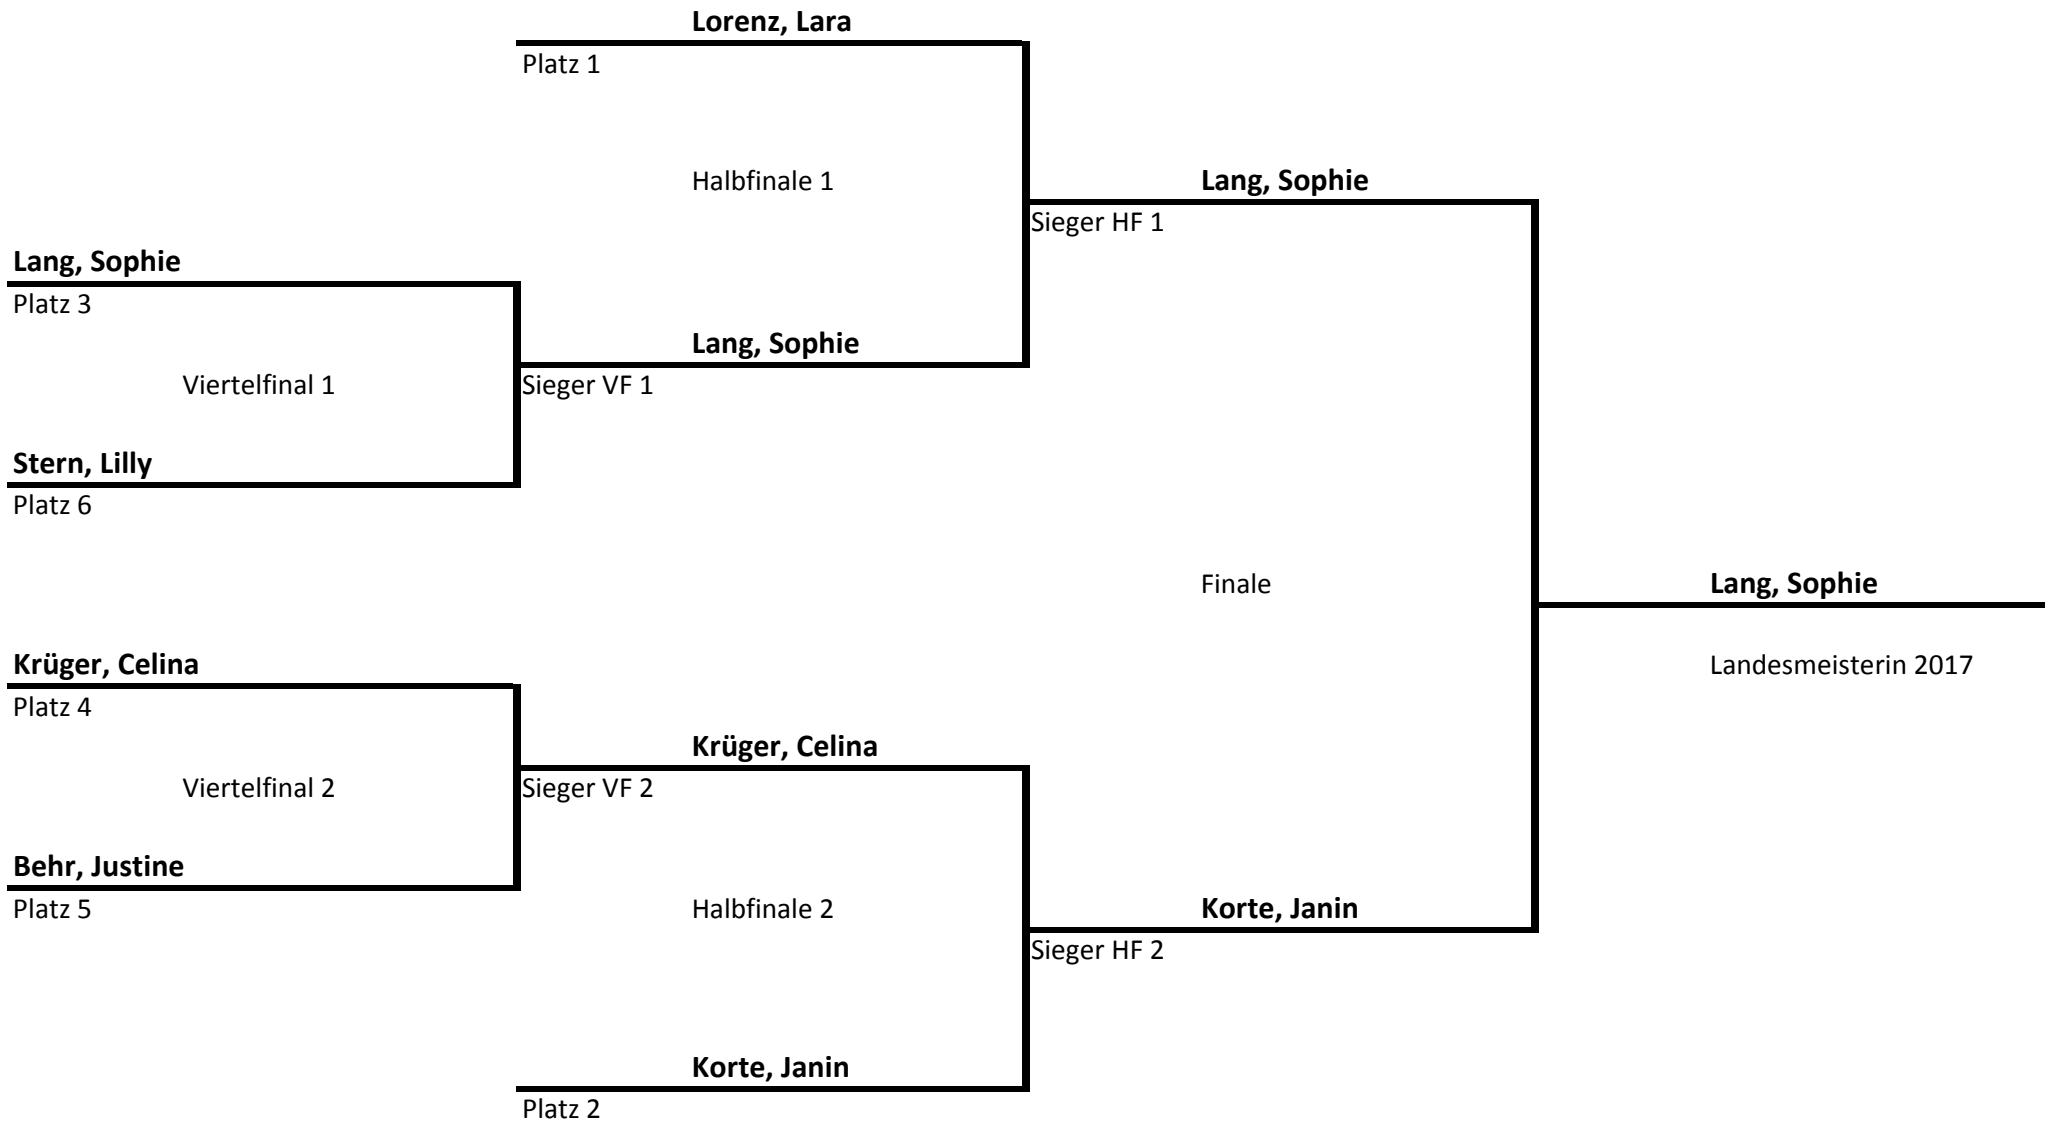 Lorenz, Lara
Platz 1
Halbfinale 1
Lang, Sophie
Sieger HF 1
Lang, Sophie
Platz 3
Lang, Sophie
Viertelfinal 1
Sieger VF 1
Stern, Lilly
Platz 6
Finale
Lang, Sophie
Krüger, Celina
Landesmeisterin 2017
Platz 4
Krüger, Celina
Viertelfinal 2
Sieger VF 2
Behr, Justine
Platz 5
Halbfinale 2
Korte, Janin
Sieger HF 2
Korte, Janin
Platz 2